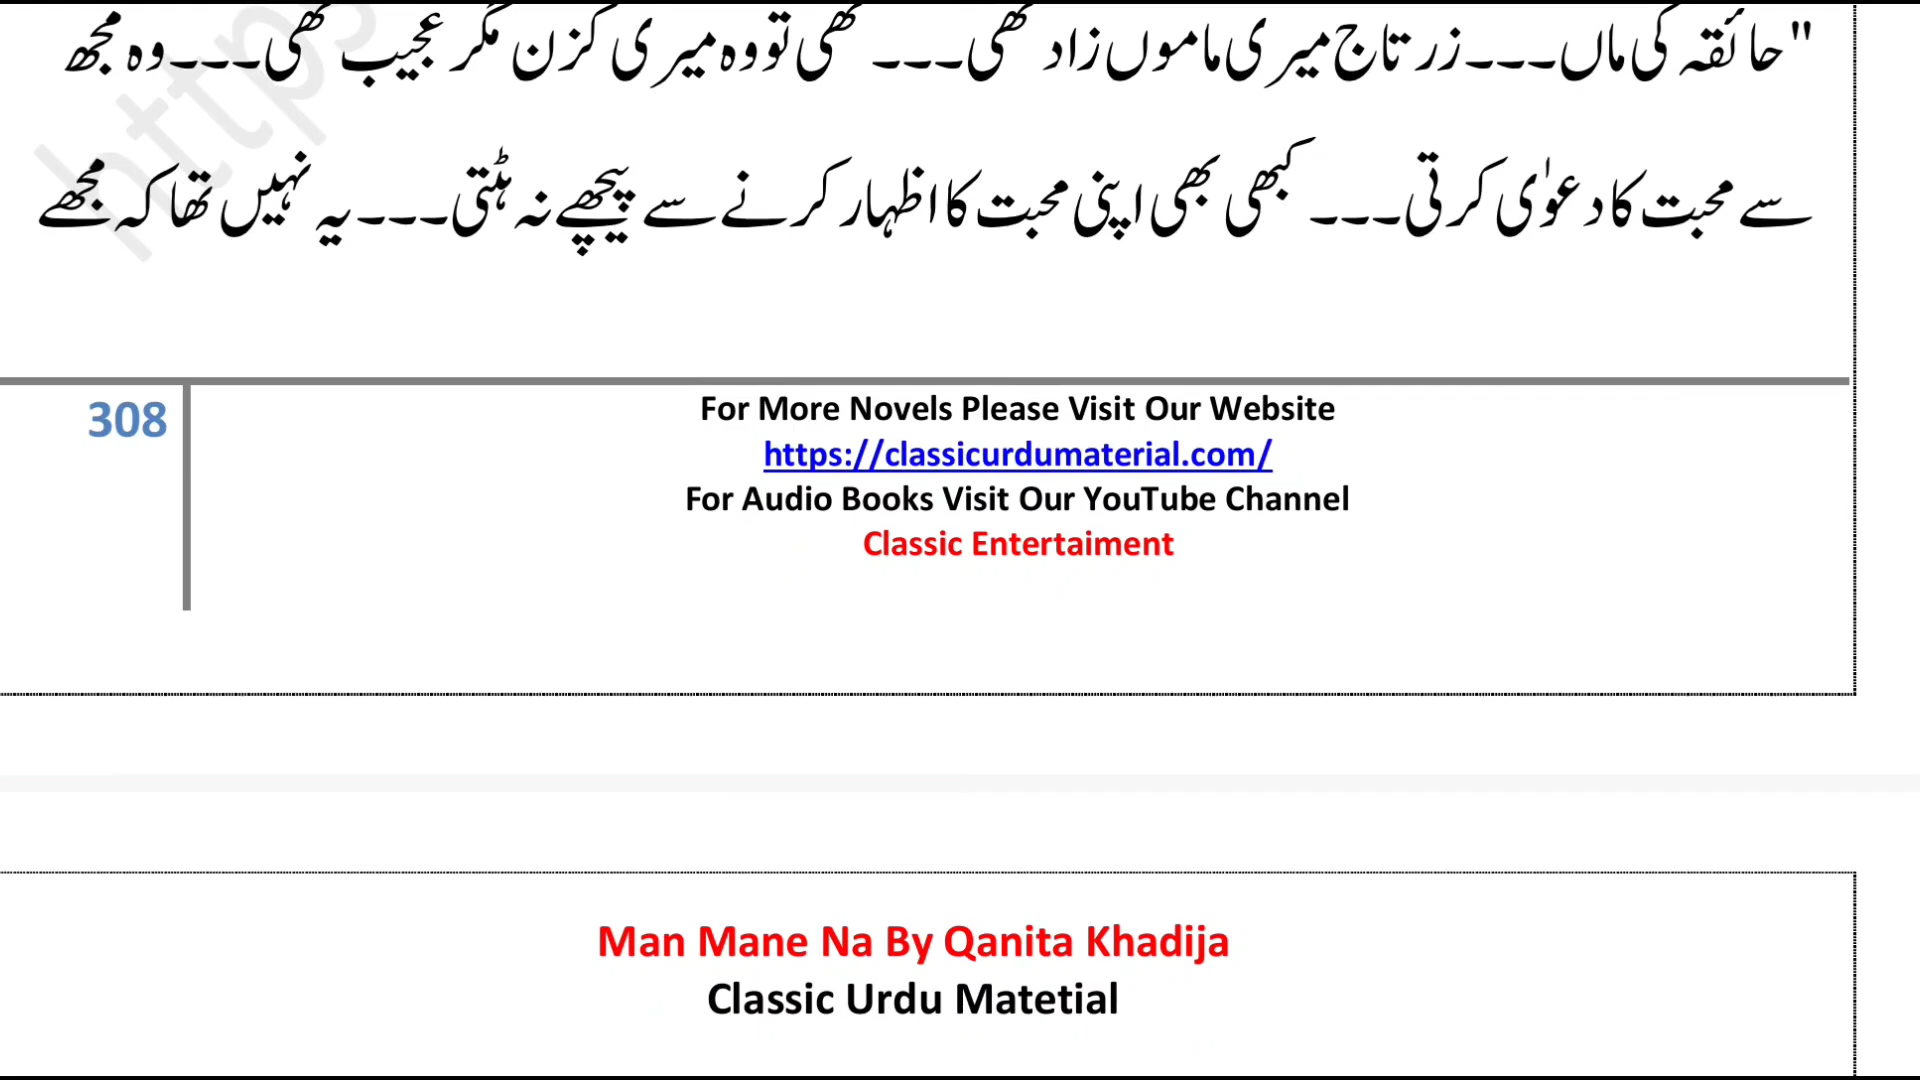 "حائقہ کی ماں۔۔۔زرتاج میری ماموں زاد تھی۔۔۔ تھی تو وہ میری کزن مگر عجیب تھی۔۔۔وہ مجھ
سے محبت کا دعوٰی کرتی۔۔۔ کبھی بھی اپنی محبت کا اظہار کرنے سے پیچھے نہ ہٹتی۔۔۔یہ نہیں تھا کہ مجھے
https
308
For More Novels Please Visit Our Website
https://classicurdumaterial.com/
For Audio Books Visit Our YouTube Channel
Classic Entertaiment
Man Mane Na By Qanita Khadija
Classic Urdu Matetial